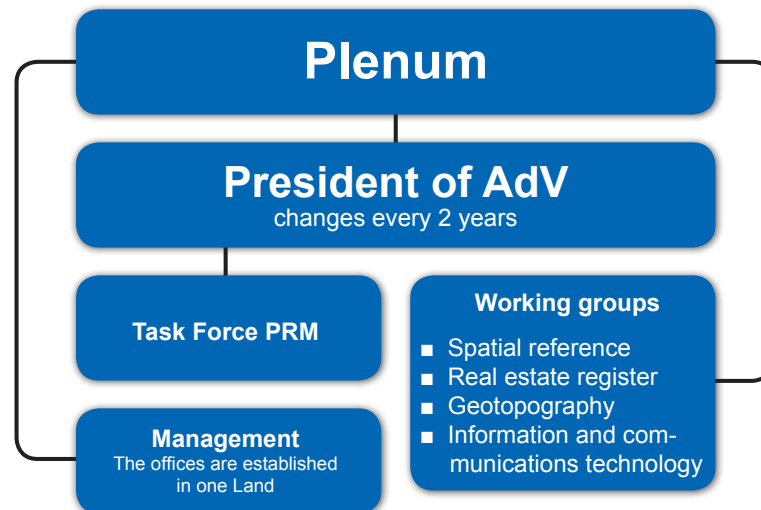 Plenum
President of AdV
changes every 2 years
Task Force PRM
Management
The offices are established
in one Land
Working groups
■ Spatial reference
■ Real estate register
■ Geotopography
■ Information and com-
munications technology